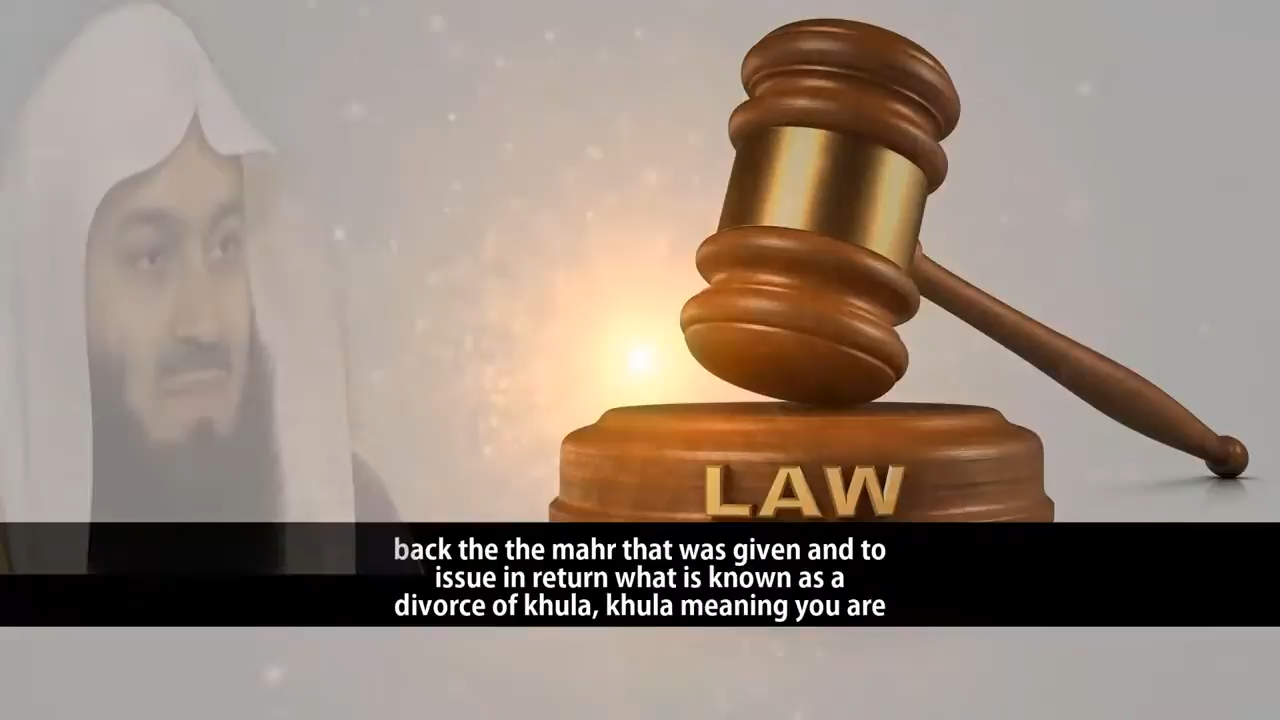 LAW
back the the mahr that was given and to
issue in return what is known as a
divorce of khula, khula meaning you are